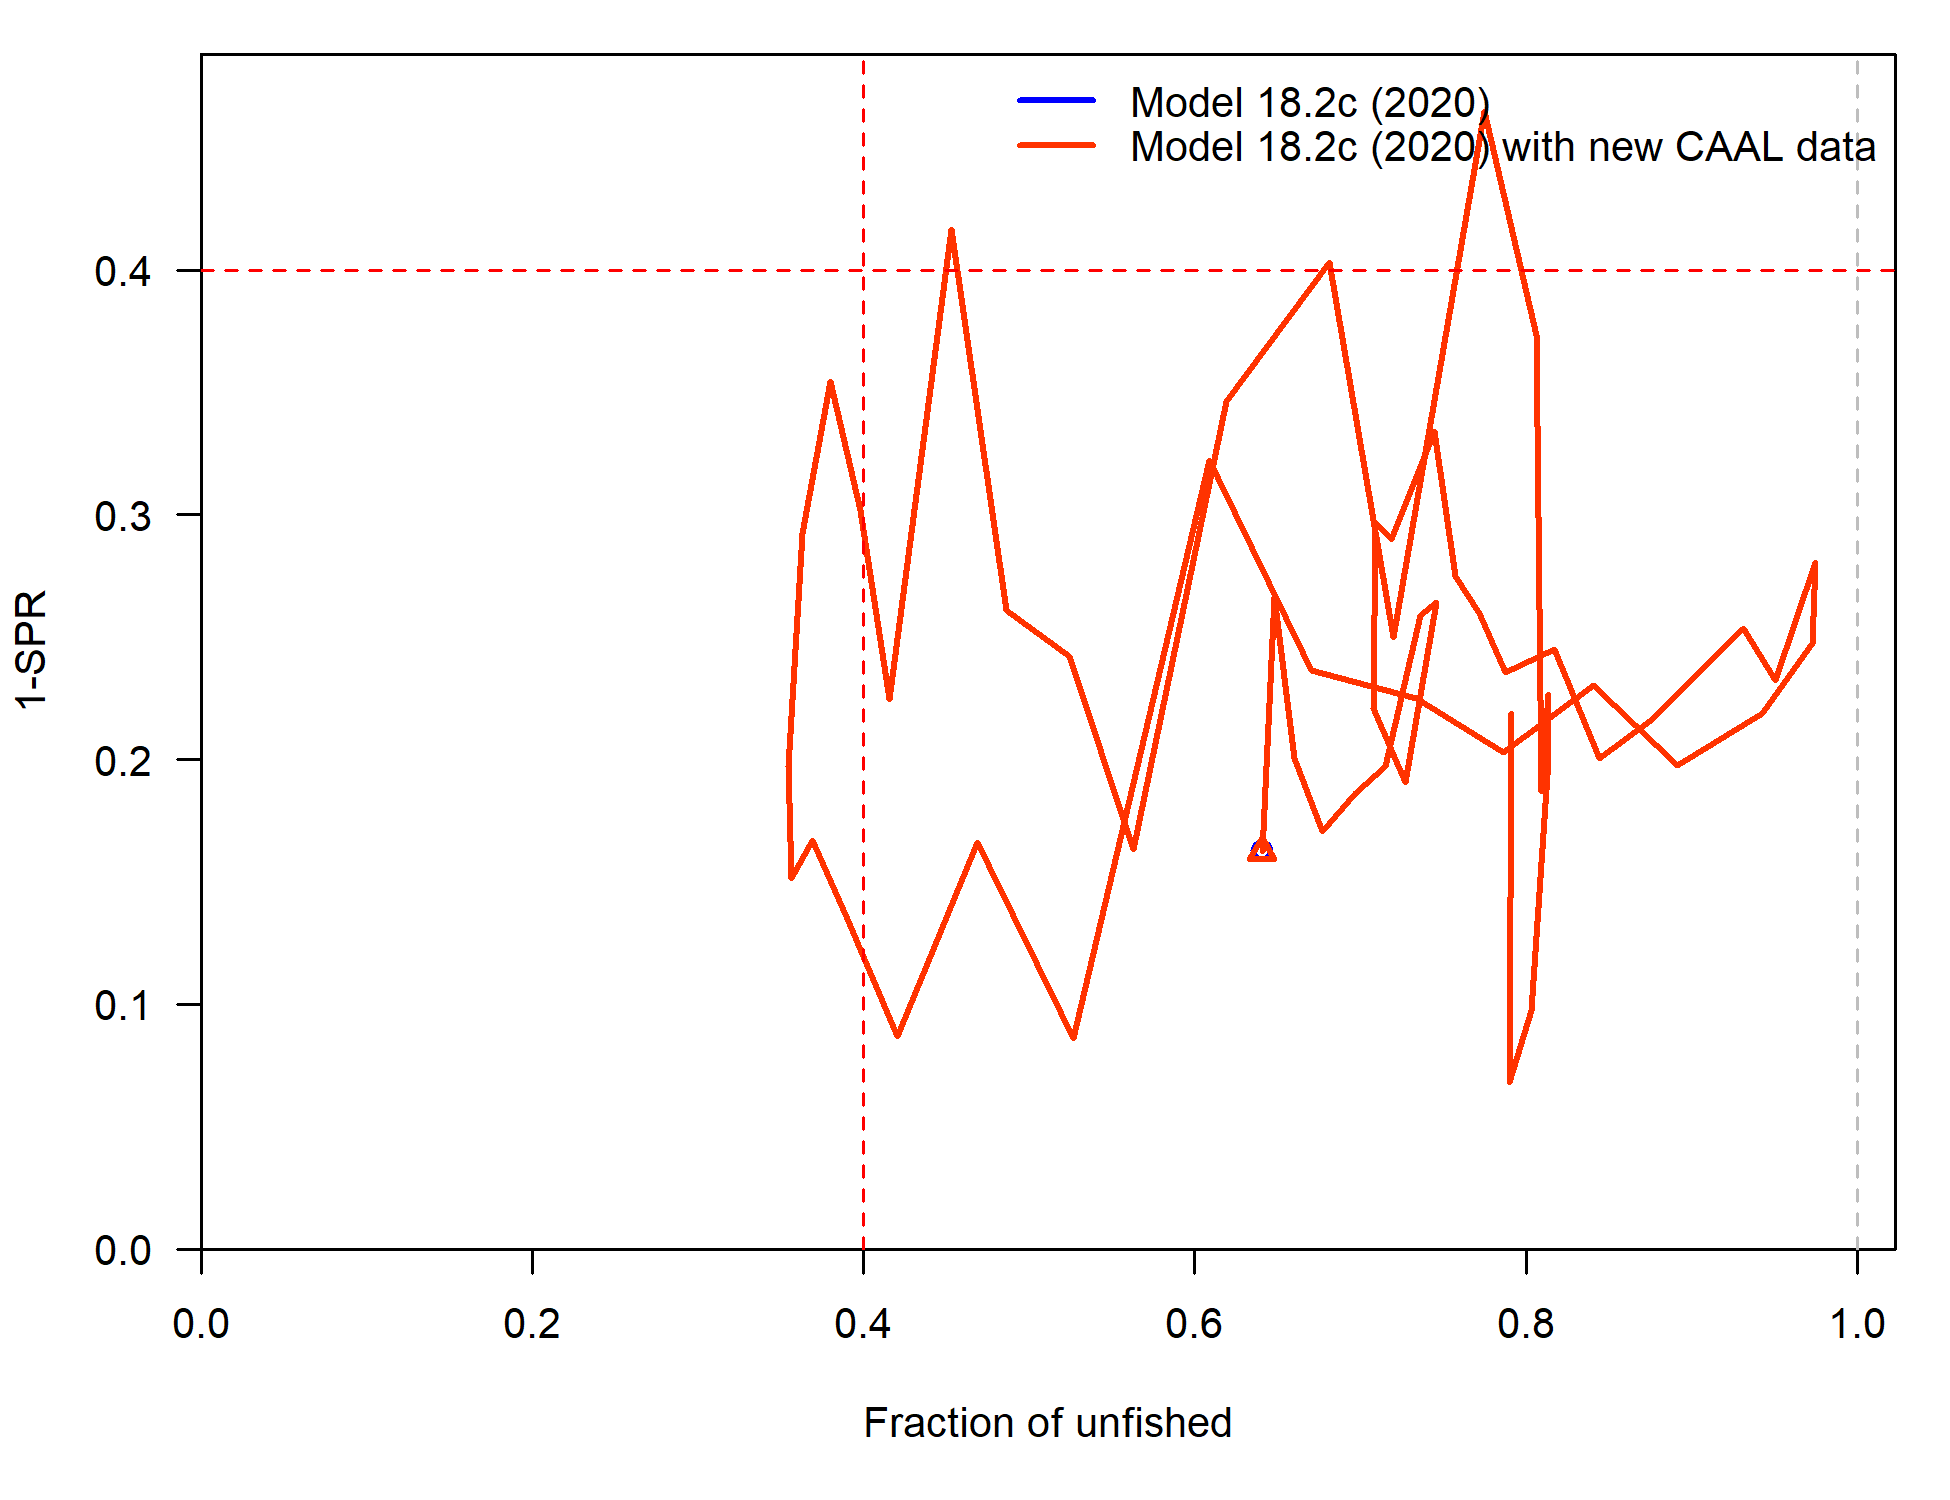 Model 18.2c (2020)
Model 18.2c (2020) with new CAAL data
1-SPR
0.4
0.3
0.2
0.1
0.0
0.0 0.2 0.4 0.6 0.8 1.0
Fraction of unfished